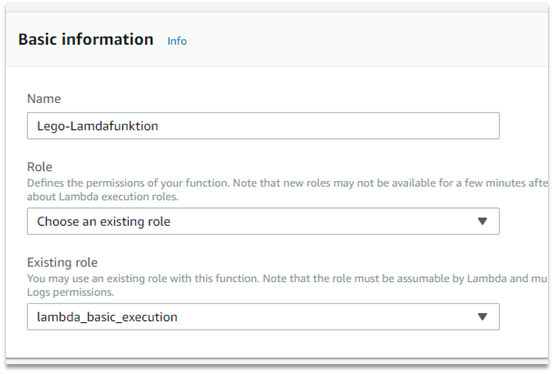 Basic information Info
Name
Lego-Lamdafunktion
Role
Defines the permissions of your function. Note that new roles may not be available for a few minutes afte
about Lambda execution roles.
Choose an existing role
Existing role
You may use an existing role with this function. Note that the role must be assumable by Lambda and mu
Logs permissions.
lambda_basic_execution